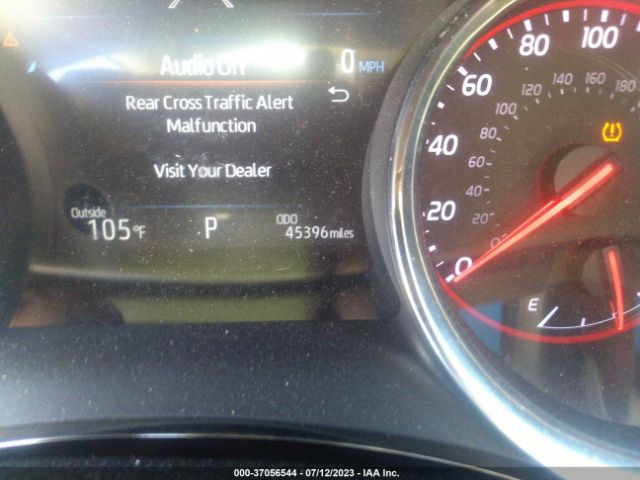 Audio On
0 MPH
Rear Cross Traffic Alert
Malfunction
Visit Your Dealer
Outside
105°F
P
ODO
45396 miles
0
20
40
60
80
100
0
20
40
60
80
100
120
140
160
180
E
000-37056544 - 07/12/2023 - IAA Inc.